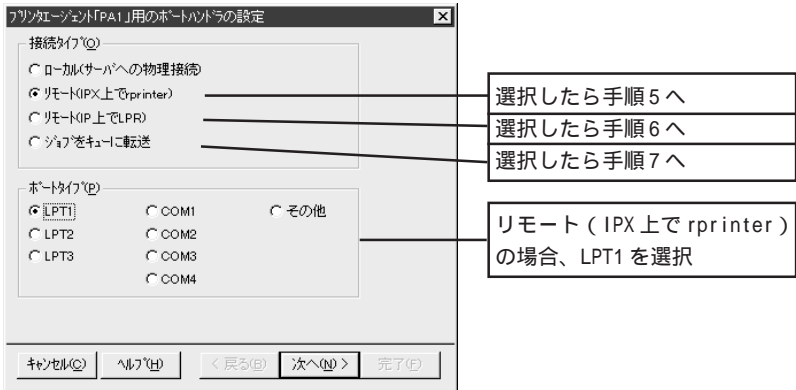 ﾌﾟﾘﾝﾀｴｰｼﾞｪﾝﾄ「PA1」用のﾎﾟｰﾄﾊﾝﾄﾞﾗの設定
接続ﾀｲﾌﾟ(O)
ﾛｰｶﾙ(ｻｰﾊﾞへの物理接続)
ﾘﾓｰﾄ(IPX上でrprinter)
ﾘﾓｰﾄ(IP上でLPR)
ｼﾞｮﾌﾞをｷｭｰに転送
選択したら手順5へ
選択したら手順6へ
選択したら手順7へ
ﾎﾟｰﾄﾀｲﾌﾟ(P)
LPT1 COM1 その他
LPT2 COM2
LPT3 COM3
COM4
リモート（IPX上でrprinter）
の場合、LPT1を選択
ｷｬﾝｾﾙ(C) ﾍﾙﾌﾟ(H) < 戻る(B) 次へ(N) > 完了(F)